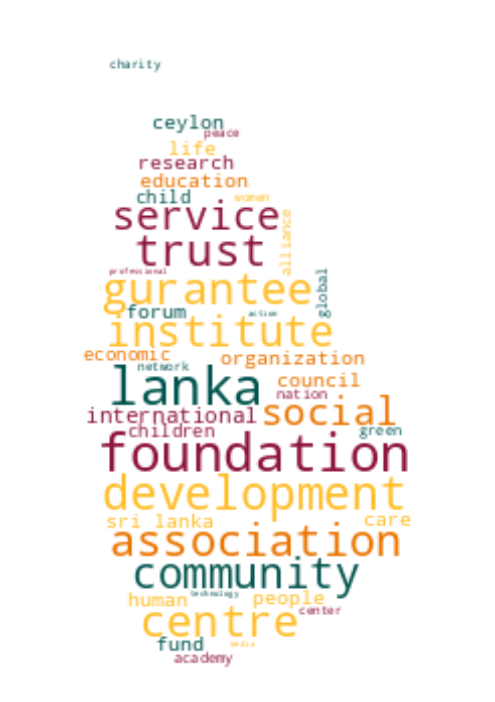 charity
ceylon
peace
life
research
education
child
women
service
alliance
trust
professional
global
gurantee
forum
action
institute
economic
organization
network
lanka
council
nation
international
social
children
green
foundation
development
sri lanka
care
association
community
technology
human
people
center
centre
fund
media
academy